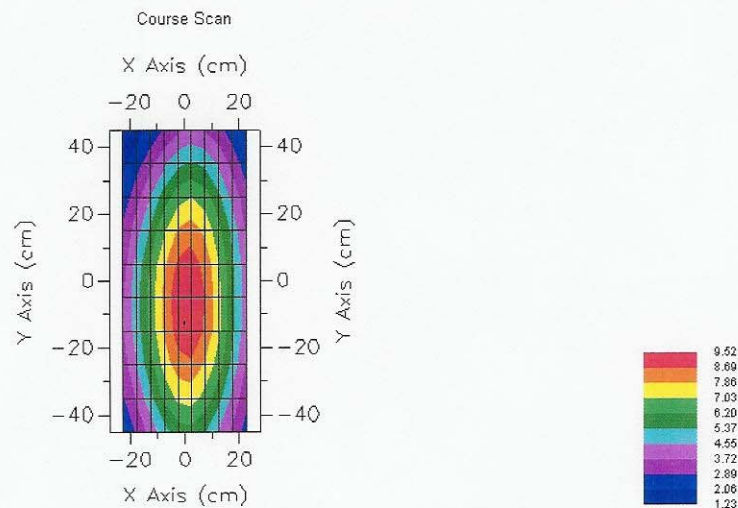 Course Scan
X Axis (cm)
−20 0 20
40 40
20 20
0 0
−20 −20
−40 −40
Y Axis (cm) Y Axis (cm)
−20 0 20
X Axis (cm)
9.52
8.69
7.86
7.03
6.20
5.37
4.55
3.72
2.89
2.06
1.23